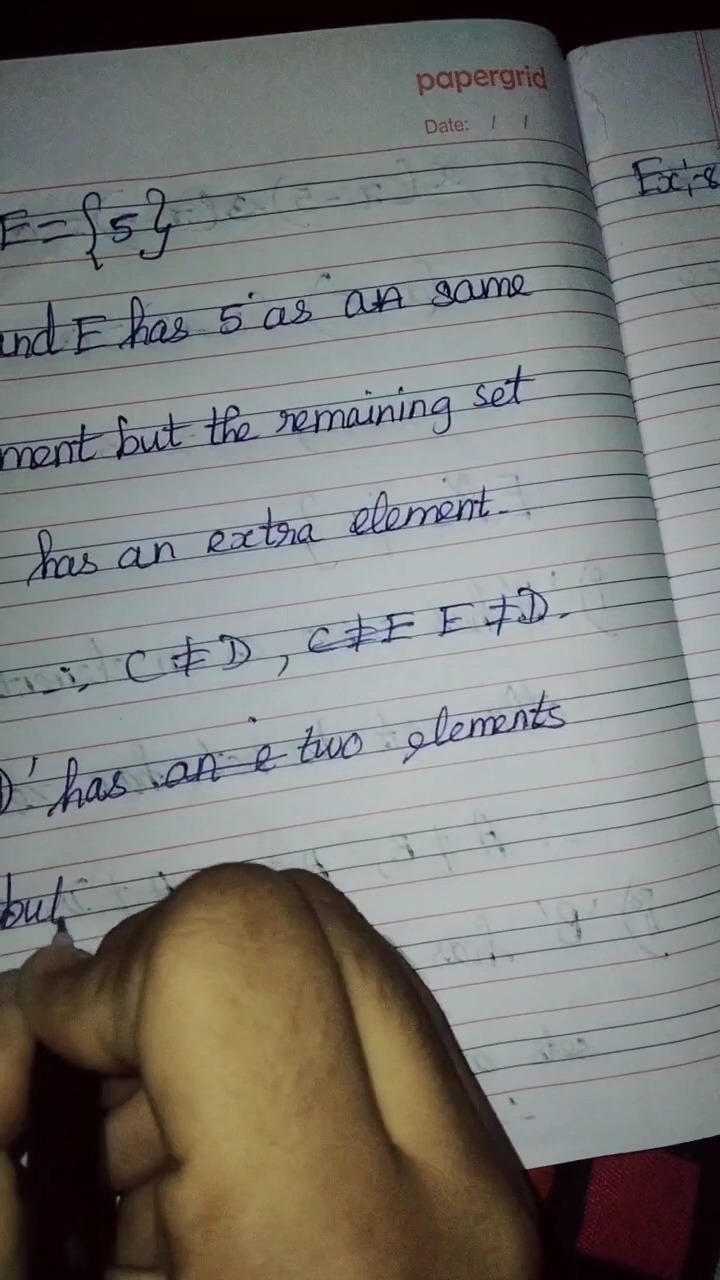 papergrid
Date: / /
Ex:-8
E = {5}
and E has 5 as an same
ment but the remaining set
has an extra element.
C ≠ D, C ≠ E E ≠ D.
D' has an e two elements
but